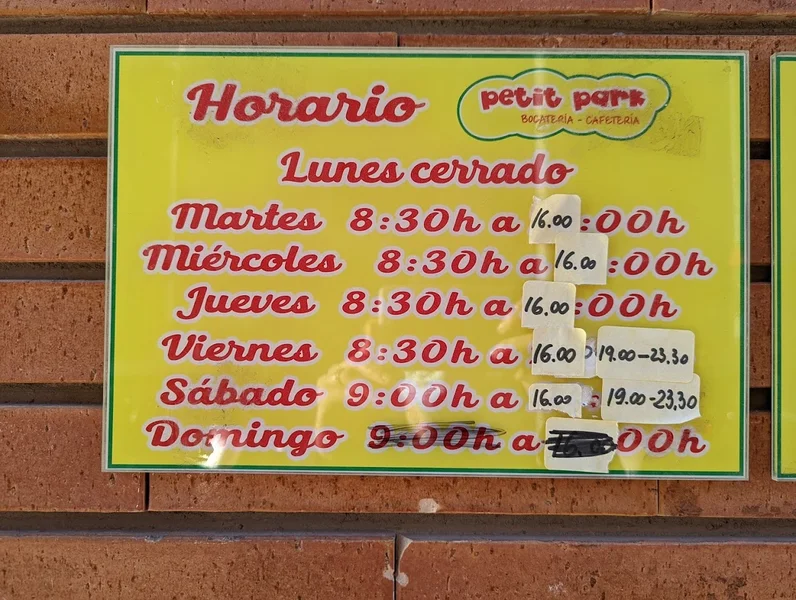 Horario
petit park
BOCATERÍA - CAFETERÍA
Lunes cerrado
Martes 8:30h a 16.00 :00h
Miércoles 8:30h a 16.00 :00h
Jueves 8:30h a 16.00 :00h
Viernes 8:30h a 16.00 19.00-23.30
Sábado 9:00h a 16.00 : 19.00-23,30
Domingo 9:00h a 16.00 :00h